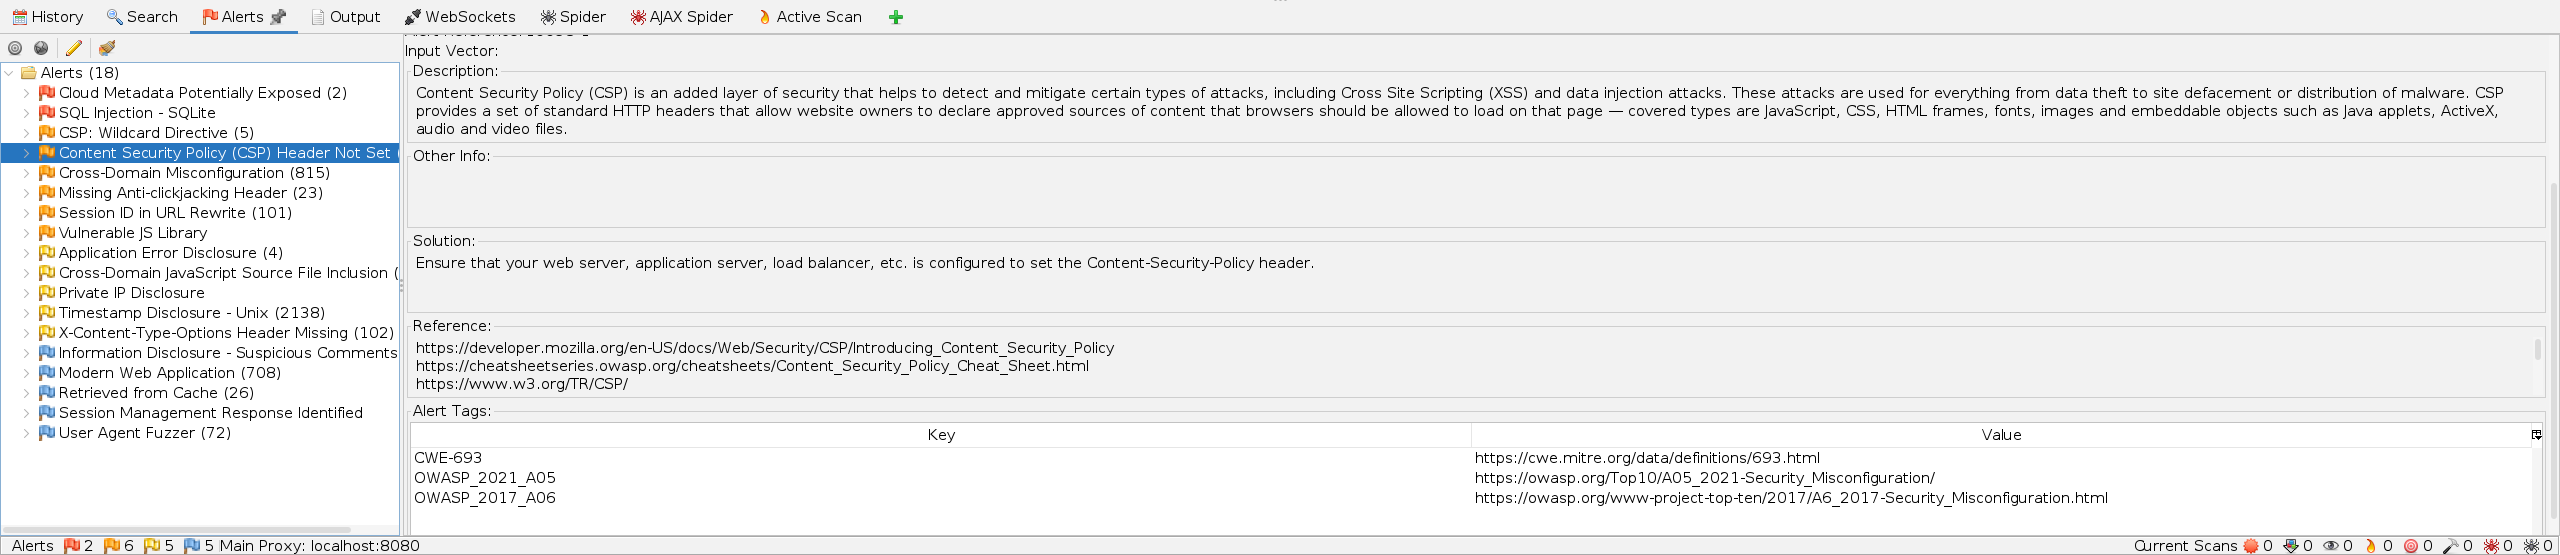 History Search Alerts Output WebSockets Spider AJAX Spider Active Scan
Input Vector:
Alerts (18)
Cloud Metadata Potentially Exposed (2)
SQL Injection - SQLite
CSP: Wildcard Directive (5)
Content Security Policy (CSP) Header Not Set (
Cross-Domain Misconfiguration (815)
Missing Anti-clickjacking Header (23)
Session ID in URL Rewrite (101)
Vulnerable JS Library
Application Error Disclosure (4)
Cross-Domain JavaScript Source File Inclusion (
Private IP Disclosure
Timestamp Disclosure - Unix (2138)
X-Content-Type-Options Header Missing (102)
Information Disclosure - Suspicious Comments
Modern Web Application (708)
Retrieved from Cache (26)
Session Management Response Identified
User Agent Fuzzer (72)
Description:
Content Security Policy (CSP) is an added layer of security that helps to detect and mitigate certain types of attacks, including Cross Site Scripting (XSS) and data injection attacks. These attacks are used for everything from data theft to site defacement or distribution of malware. CSP
provides a set of standard HTTP headers that allow website owners to declare approved sources of content that browsers should be allowed to load on that page — covered types are JavaScript, CSS, HTML frames, fonts, images and embeddable objects such as Java applets, ActiveX,
audio and video files.
Other Info:
Solution:
Ensure that your web server, application server, load balancer, etc. is configured to set the Content-Security-Policy header.
Reference:
https://developer.mozilla.org/en-US/docs/Web/Security/CSP/Introducing_Content_Security_Policy
https://cheatsheetseries.owasp.org/cheatsheets/Content_Security_Policy_Cheat_Sheet.html
https://www.w3.org/TR/CSP/
Alert Tags:
Key Value
CWE-693 https://cwe.mitre.org/data/definitions/693.html
OWASP_2021_A05 https://owasp.org/Top10/A05_2021-Security_Misconfiguration/
OWASP_2017_A06 https://owasp.org/www-project-top-ten/2017/A6_2017-Security_Misconfiguration.html
Alerts 2 6 5 5 Main Proxy: localhost:8080 Current Scans 0 0 0 0 0 0 0 0